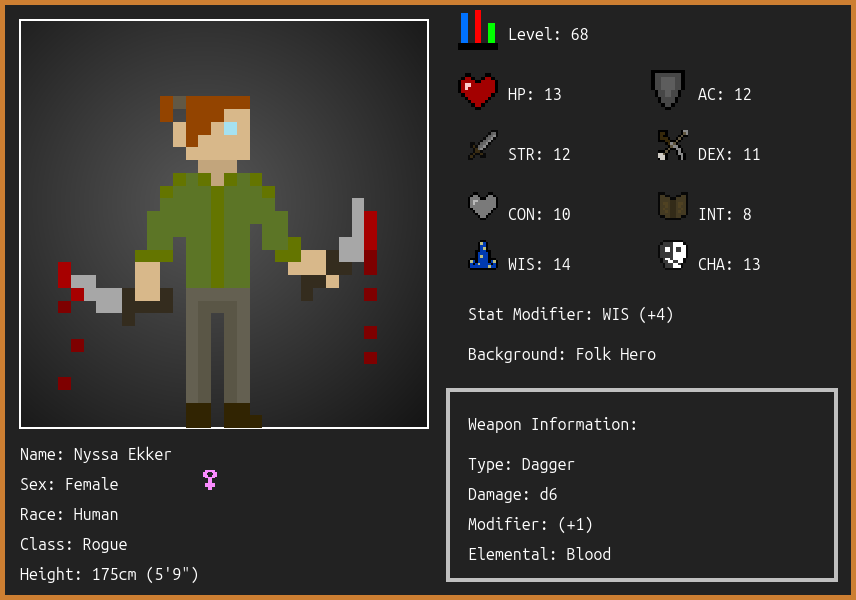 Level: 68
HP: 13
AC: 12
STR: 12
DEX: 11
CON: 10
INT: 8
WIS: 14
CHA: 13
Stat Modifier: WIS (+4)
Background: Folk Hero
Name: Nyssa Ekker
Sex: Female
Race: Human
Class: Rogue
Height: 175cm (5'9")
Weapon Information:
Type: Dagger
Damage: d6
Modifier: (+1)
Elemental: Blood